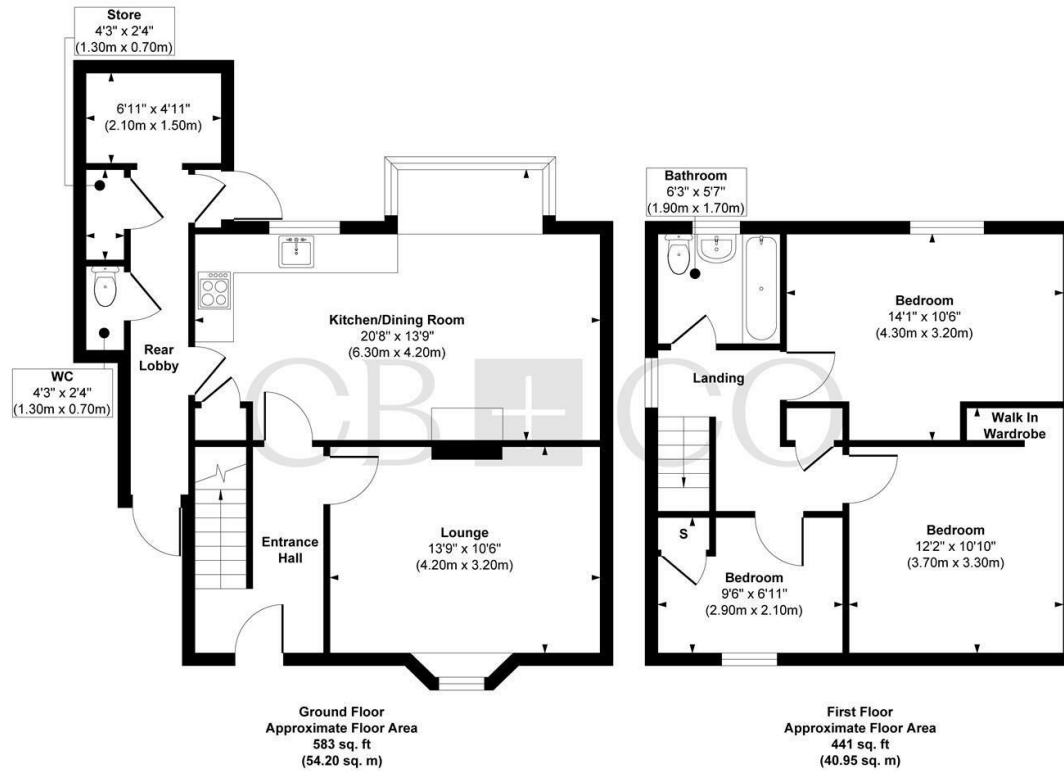 Store
4'3" x 2'4"
(1.30m x 0.70m)
6'11" x 4'11"
(2.10m x 1.50m)
Kitchen/Dining Room
20'8" x 13'9"
(6.30m x 4.20m)
Rear
Lobby
WC
4'3" x 2'4"
(1.30m x 0.70m)
Entrance
Hall
Lounge
13'9" x 10'6"
(4.20m x 3.20m)
Ground Floor
Approximate Floor Area
583 sq. ft
(54.20 sq. m)
Bathroom
6'3" x 5'7"
(1.90m x 1.70m)
Bedroom
14'1" x 10'6"
(4.30m x 3.20m)
Landing
Walk In
Wardrobe
S
Bedroom
9'6" x 6'11"
(2.90m x 2.10m)
Bedroom
12'2" x 10'10"
(3.70m x 3.30m)
First Floor
Approximate Floor Area
441 sq. ft
(40.95 sq. m)
CB+CO